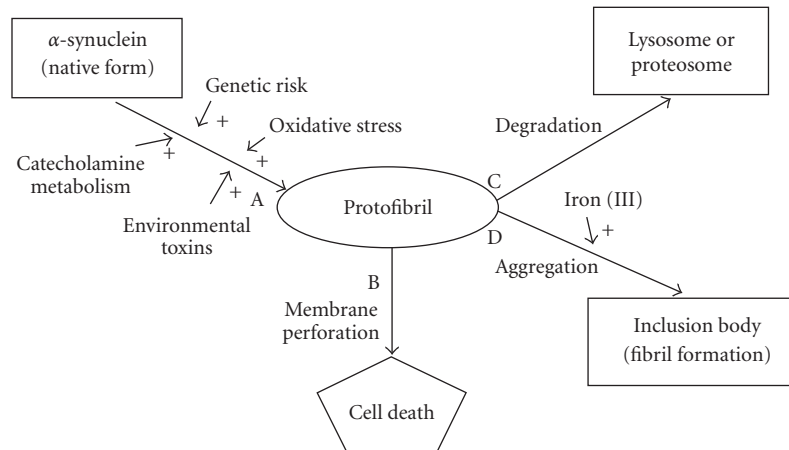 α-synuclein
(native form)
Lysosome or
proteosome
Genetic risk
+
Oxidative stress
+
Catecholamine
metabolism
+
Environmental
toxins
+
A
Protofibril
C
Degradation
D
Iron (III)
+
Aggregation
B
Membrane
perforation
Inclusion body
(fibril formation)
Cell death